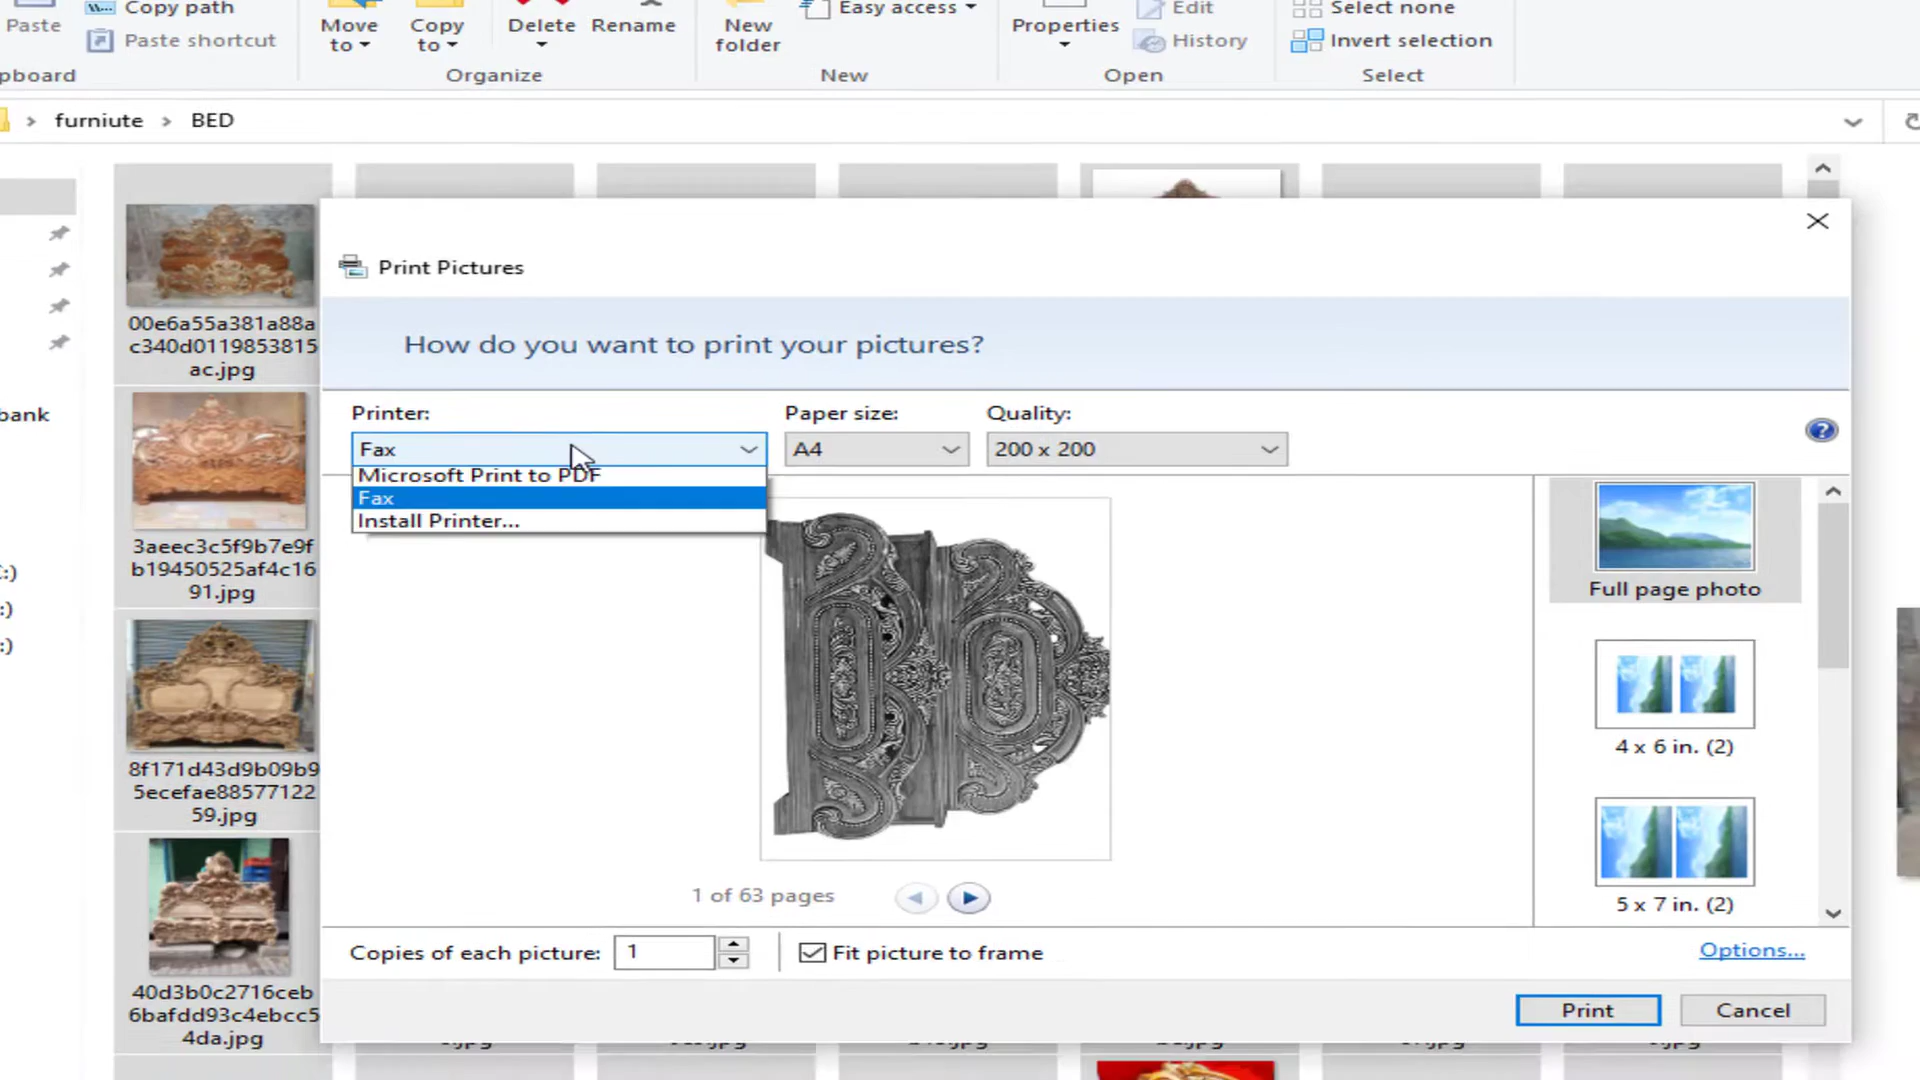 Paste
Copy path
Paste shortcut
Move to
Copy to
Delete
Rename
New folder
Easy access
Properties
Edit
History
Select none
Invert selection
pboard
Organize
New
Open
Select
furniute
BED
Print Pictures
How do you want to print your pictures?
Printer:
Paper size:
Quality:
Fax
A4
200 x 200
Microsoft Print to PDF
Fax
Install Printer...
00e6a55a381a88a
c340d0119853815
ac.jpg
3aeec3c5f9b7e9f
b19450525af4c16
91.jpg
8f171d43d9b09b9
5ecefae88577122
59.jpg
40d3b0c2716ceb
6bafdd93c4ebcc5
4da.jpg
bank
:)
:)
:)
Full page photo
4 x 6 in. (2)
5 x 7 in. (2)
1 of 63 pages
Copies of each picture:
1
Fit picture to frame
Options...
Print
Cancel